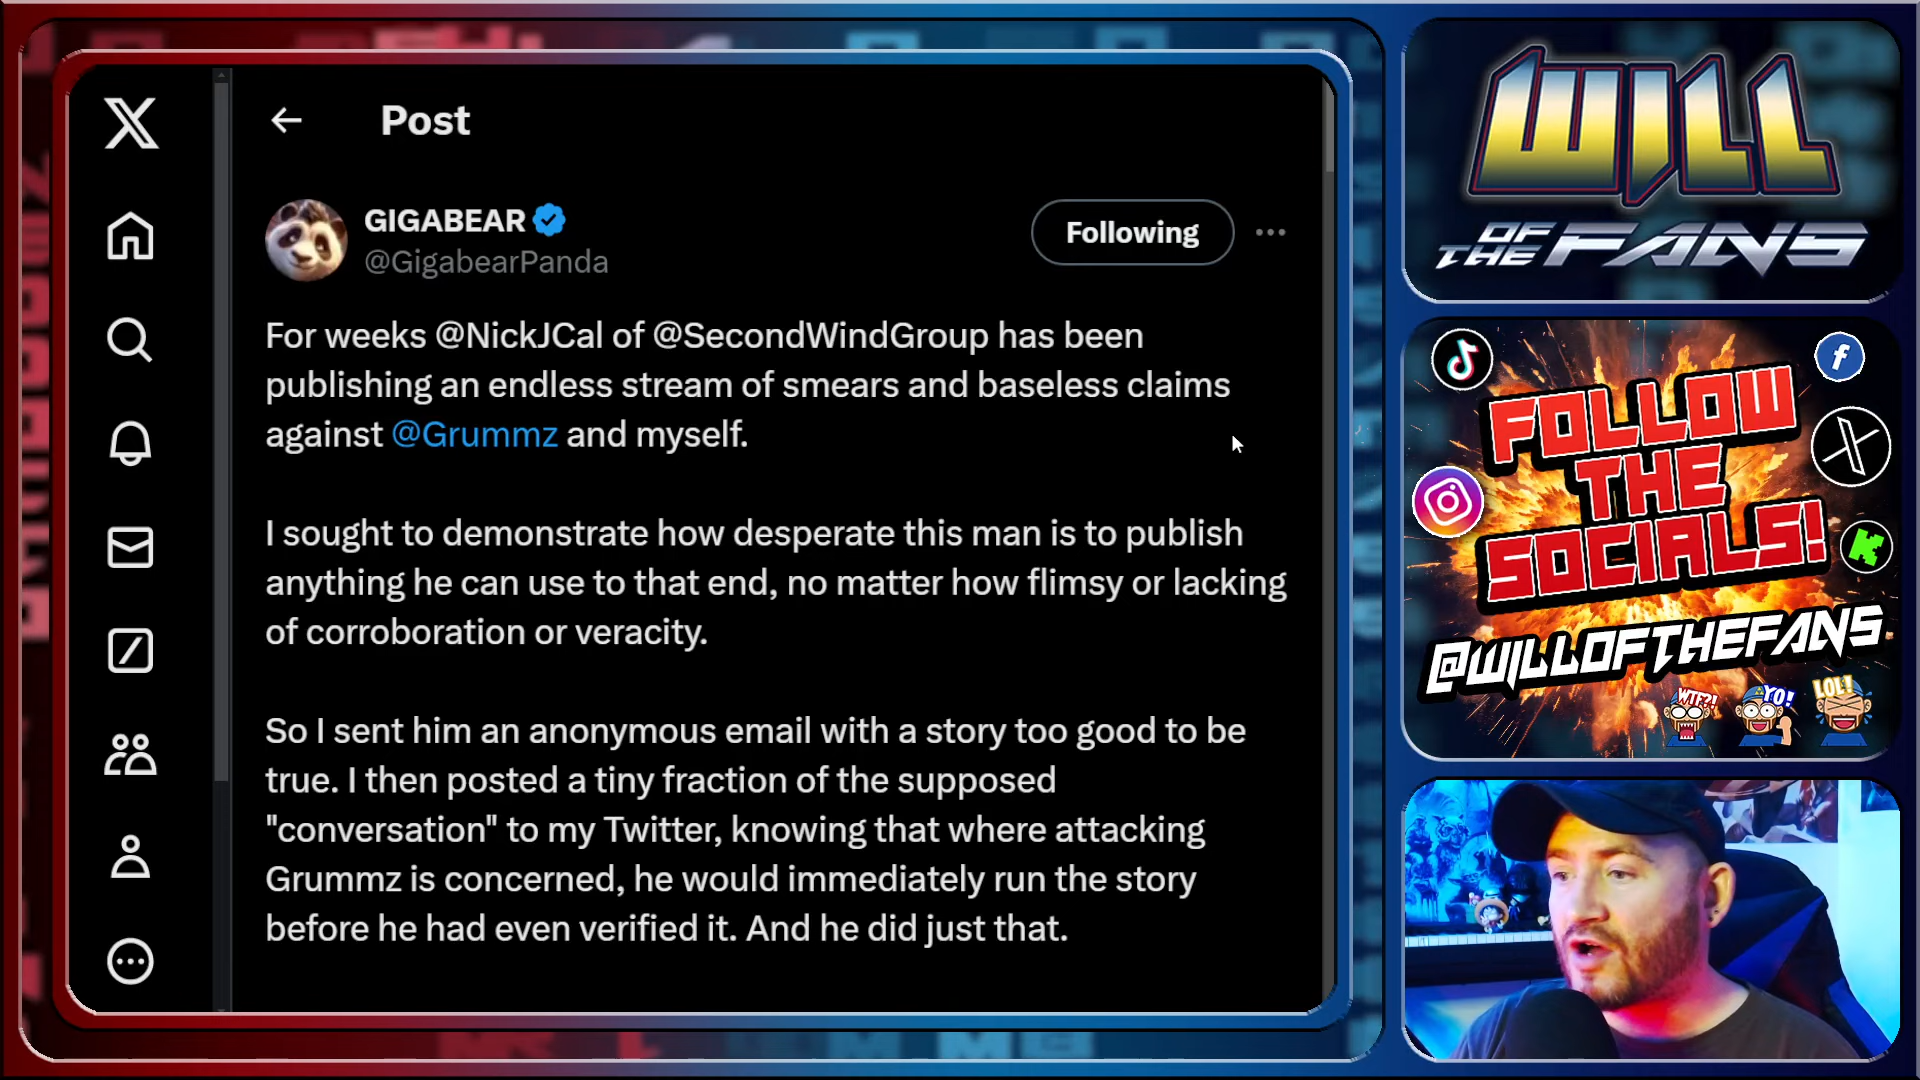 Post
GIGABEAR
@GigabearPanda
Following
For weeks @NickJCal of @SecondWindGroup has been
publishing an endless stream of smears and baseless claims
against @Grummz and myself.
I sought to demonstrate how desperate this man is to publish
anything he can use to that end, no matter how flimsy or lacking
of corroboration or veracity.
So I sent him an anonymous email with a story too good to be
true. I then posted a tiny fraction of the supposed
"conversation" to my Twitter, knowing that where attacking
Grummz is concerned, he would immediately run the story
before he had even verified it. And he did just that.
WILL
OF THE FANS
FOLLOW
THE
SOCIALS!
@WILLOFTHEFANS
WTF?!
YO!
LOL!